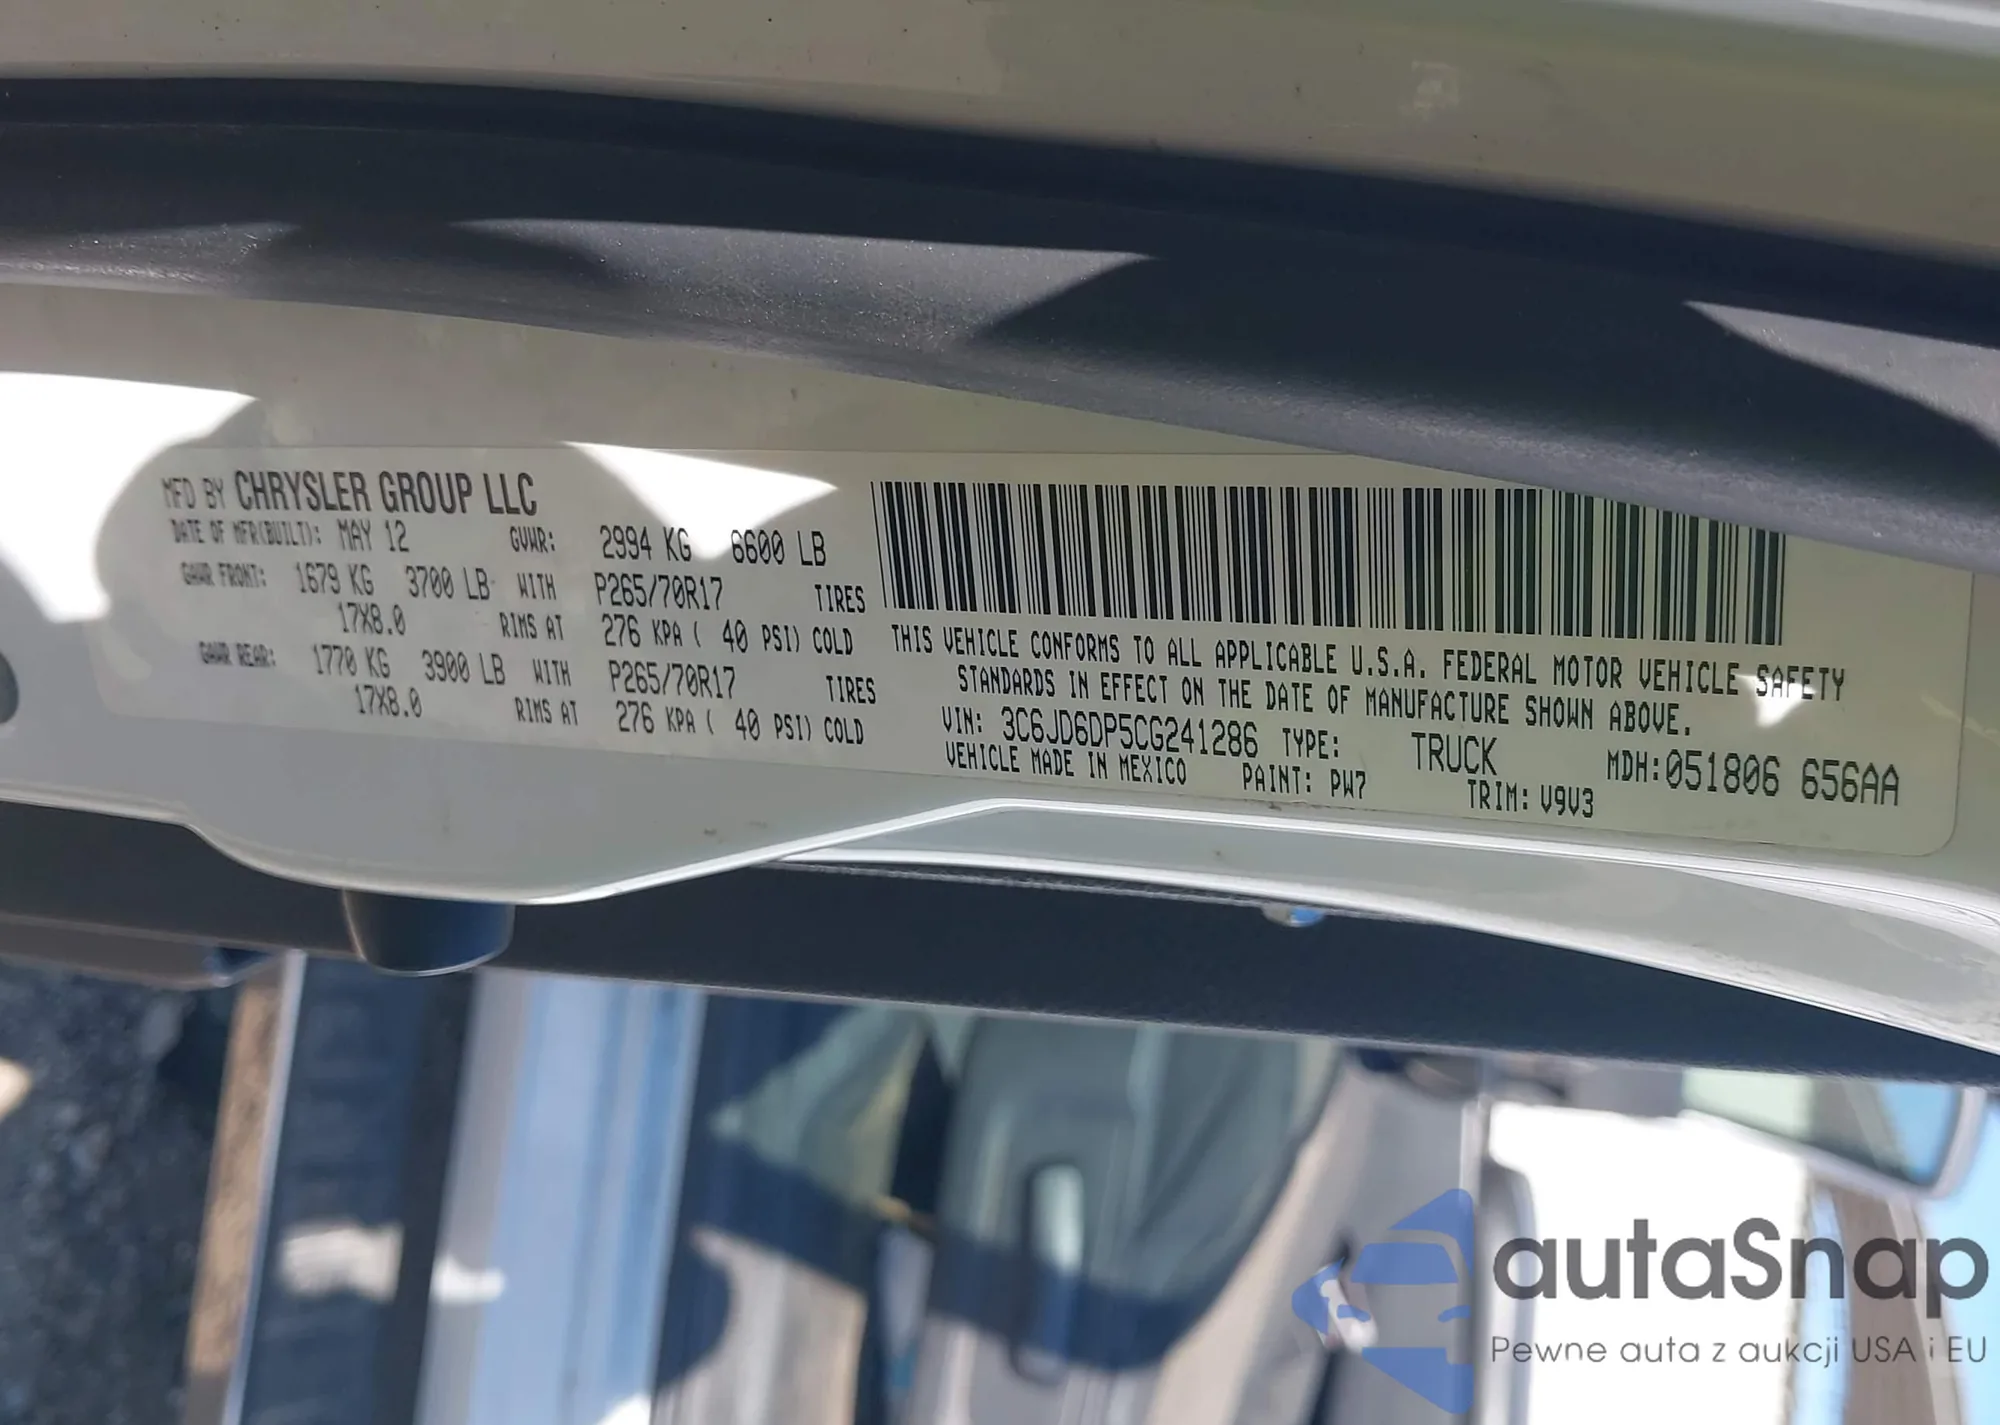 MFD BY CHRYSLER GROUP LLC
DATE OF MFR(BUILT): MAY 12 GVWR: 2994 KG 6600 LB
GAWR FRONT: 1679 KG 3700 LB WITH P265/70R17 TIRES
17X8.0 RIMS AT 276 KPA ( 40 PSI) COLD
GAWR REAR: 1770 KG 3900 LB WITH P265/70R17 TIRES
17X8.0 RIMS AT 276 KPA ( 40 PSI) COLD
THIS VEHICLE CONFORMS TO ALL APPLICABLE U.S.A. FEDERAL MOTOR VEHICLE SAFETY
STANDARDS IN EFFECT ON THE DATE OF MANUFACTURE SHOWN ABOVE.
VIN: 3C6JD6DP5CG241286 TYPE: TRUCK MDH:051806 656AA
VEHICLE MADE IN MEXICO PAINT: PW7 TRIM: V9V3
autaSnap
Pewne auta z aukcji USA i EU